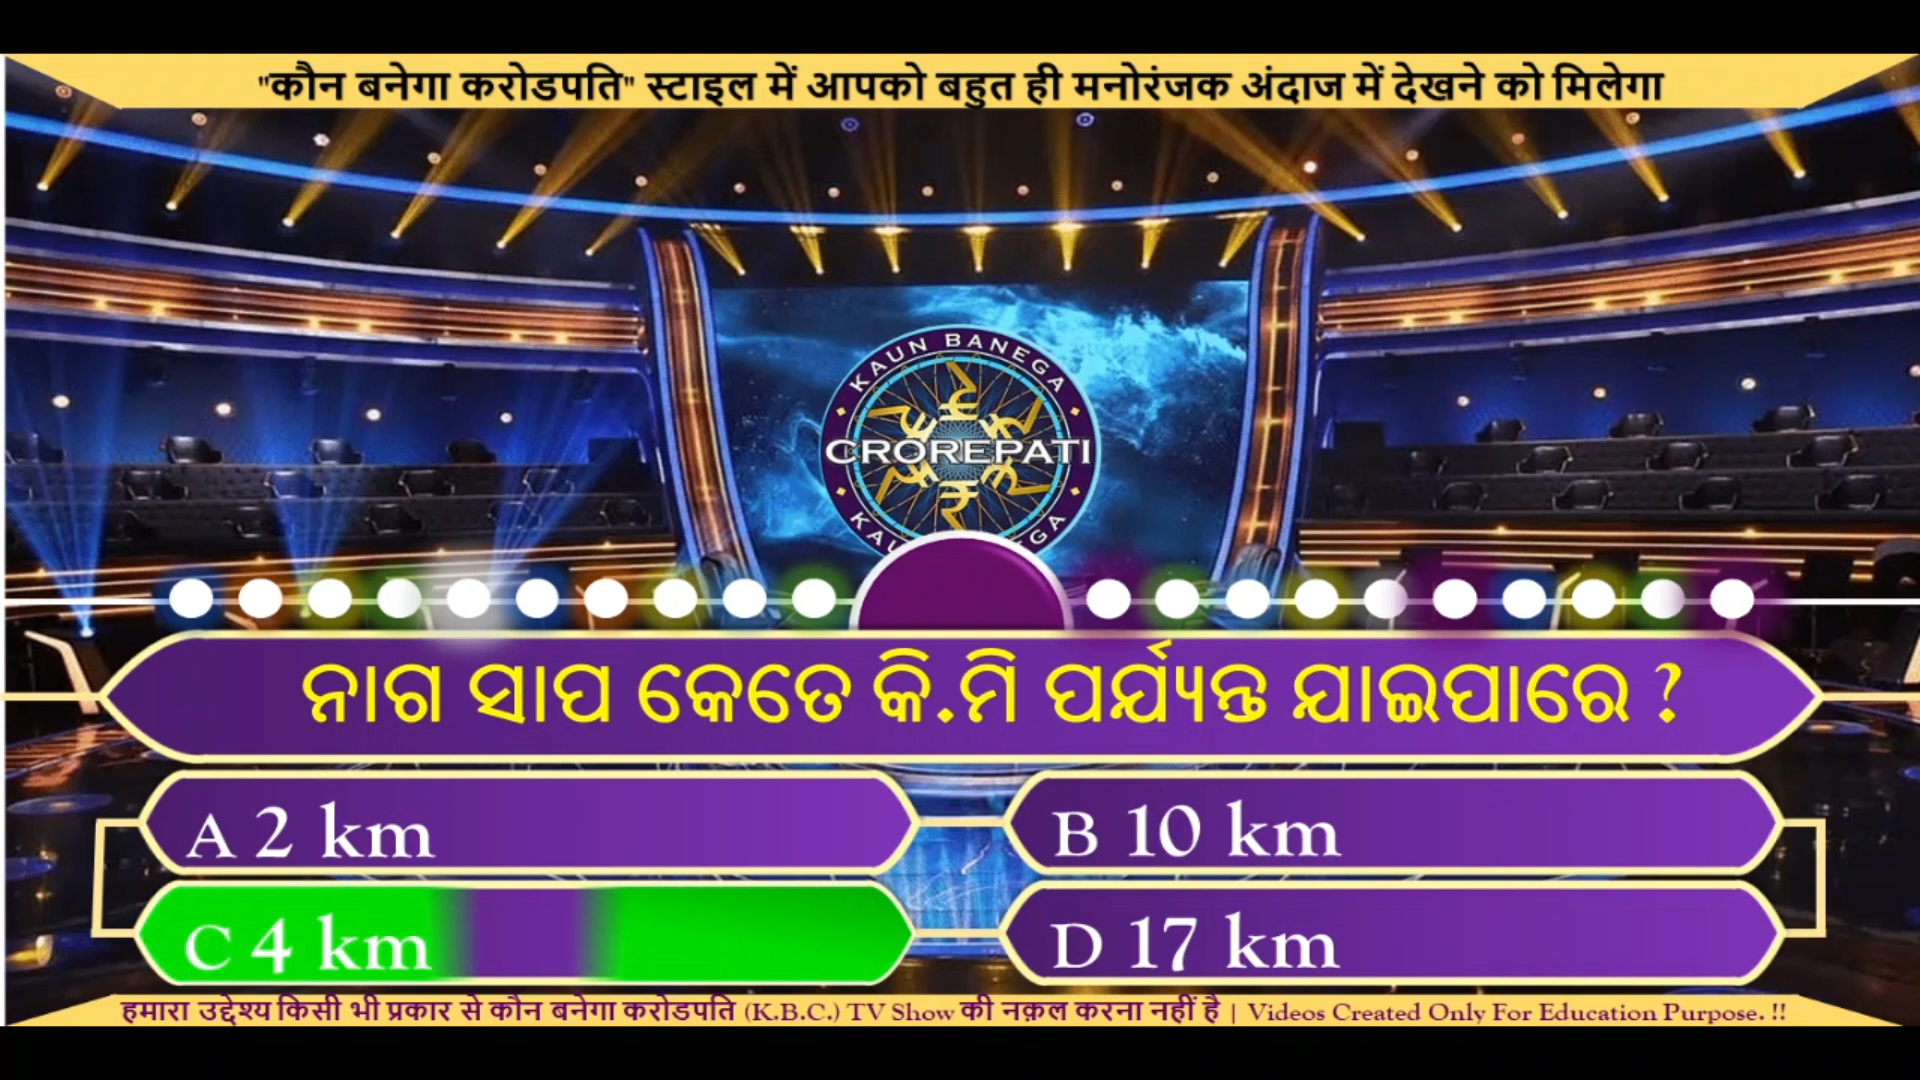 "कौन बनेगा करोडपति" स्टाइल में आपको बहुत ही मनोरंजक अंदाज में देखने को मिलेगा
KAUN BANEGA
CROREPATI
ନାଗ ସାପ କେତେ କି.ମି ପର୍ଯ୍ୟନ୍ତ ଯାଇପାରେ ?
A 2 km
B 10 km
C 4 km
D 17 km
हमारा उद्देश्य किसी भी प्रकार से कौन बनेगा करोडपति (K.B.C.) TV Show की नक़ल करना नहीं है | Videos Created Only For Education Purpose. !!